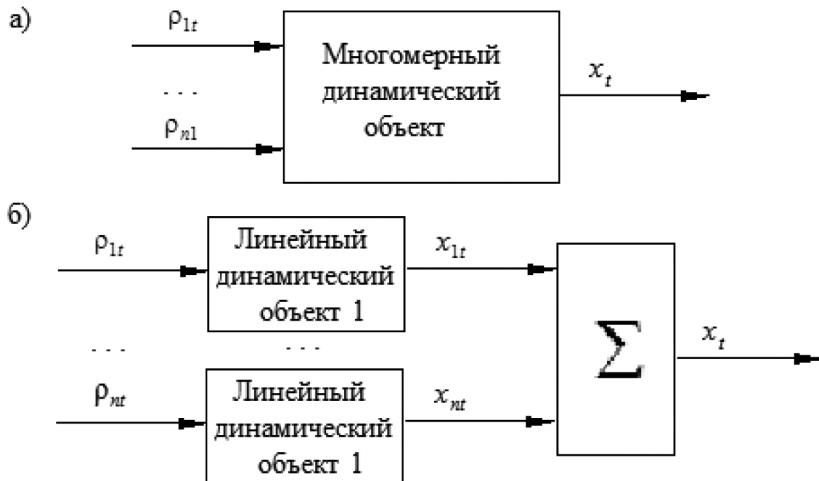 а)
ρ1t
Многомерный
динамический
объект
xt
. . .
ρn1
б)
ρ1t
Линейный
динамический
объект 1
x1t
Σ
xt
. . .
. . .
ρnt
Линейный
динамический
объект 1
xnt